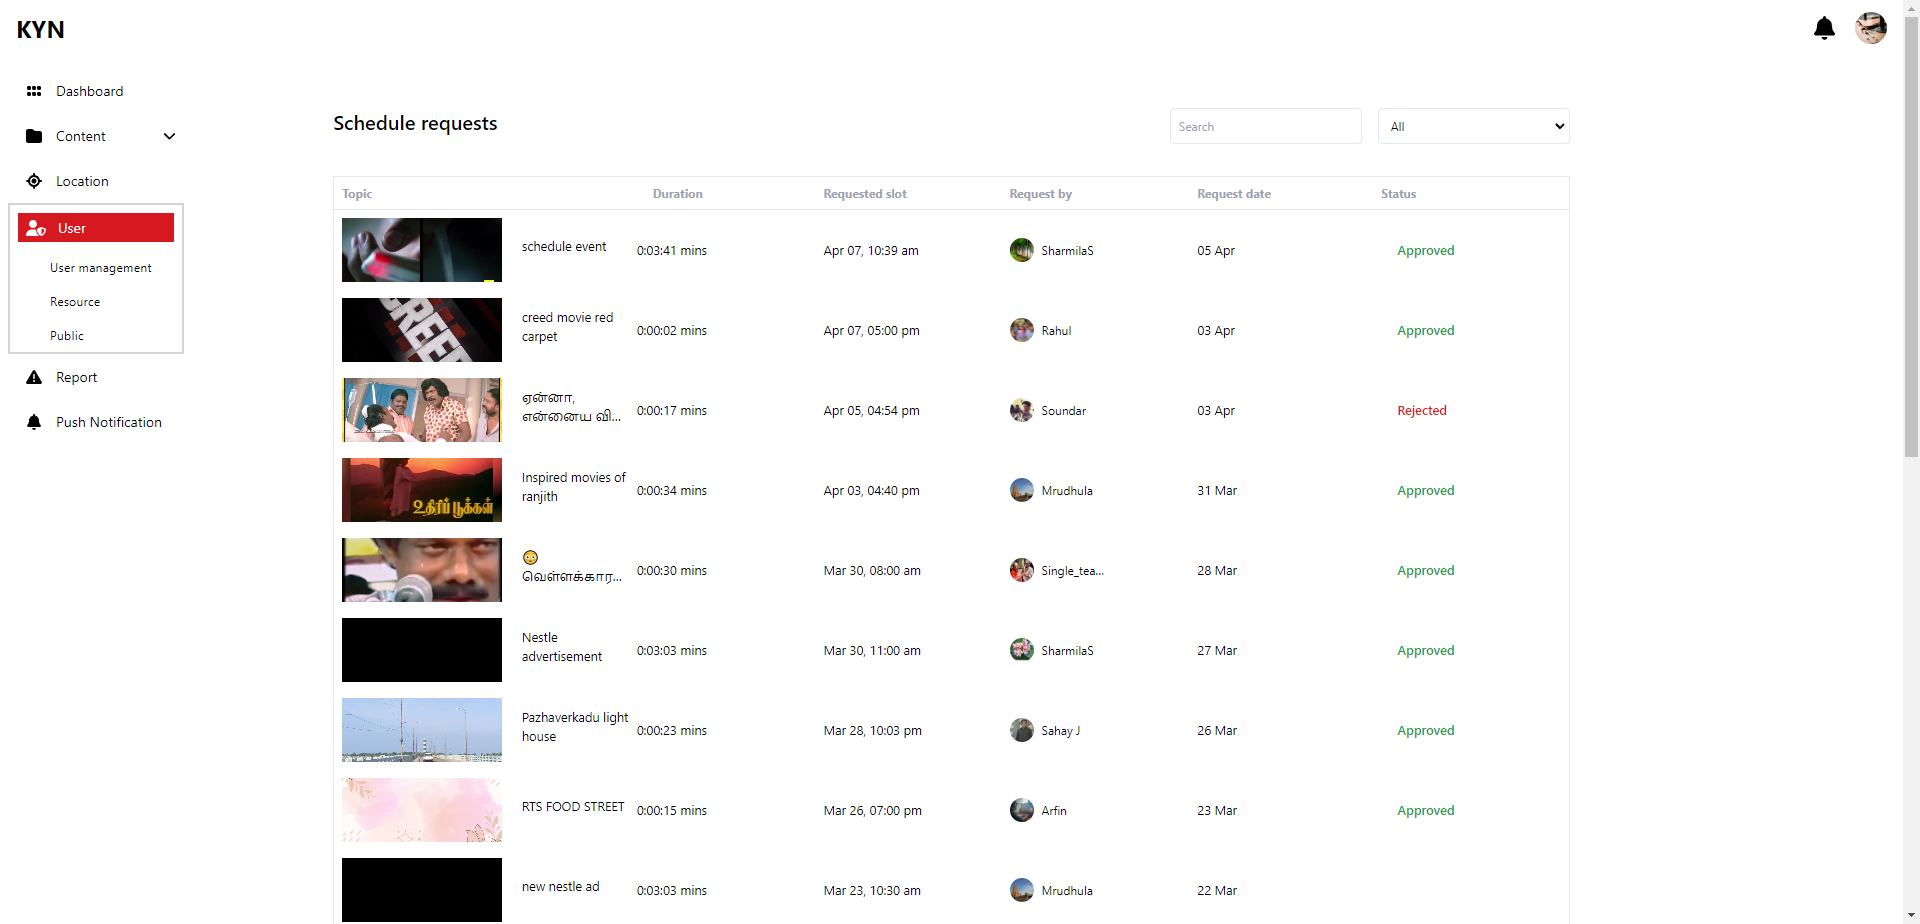 KYN
Dashboard
Content
Location
User
User management
Resource
Public
Report
Push Notification
Schedule requests
Search
All
Topic Duration Requested slot Request by Request date Status
schedule event 0:03:41 mins Apr 07, 10:39 am SharmilaS 05 Apr Approved
CREED
creed movie red
carpet
0:00:02 mins Apr 07, 05:00 pm Rahul 03 Apr Approved
ஏன்னா,
என்னைய வி...
0:00:17 mins Apr 05, 04:54 pm Soundar 03 Apr Rejected
உதிரிப் பூக்கள்
Inspired movies of
ranjith
0:00:34 mins Apr 03, 04:40 pm Mrudhula 31 Mar Approved
😳
வெள்ளக்கார...
0:00:30 mins Mar 30, 08:00 am Single_tea... 28 Mar Approved
Nestle
advertisement
0:03:03 mins Mar 30, 11:00 am SharmilaS 27 Mar Approved
Pazhaverkadu light
house
0:00:23 mins Mar 28, 10:03 pm Sahay J 26 Mar Approved
RTS FOOD STREET 0:00:15 mins Mar 26, 07:00 pm Arfin 23 Mar Approved
new nestle ad 0:03:03 mins Mar 23, 10:30 am Mrudhula 22 Mar